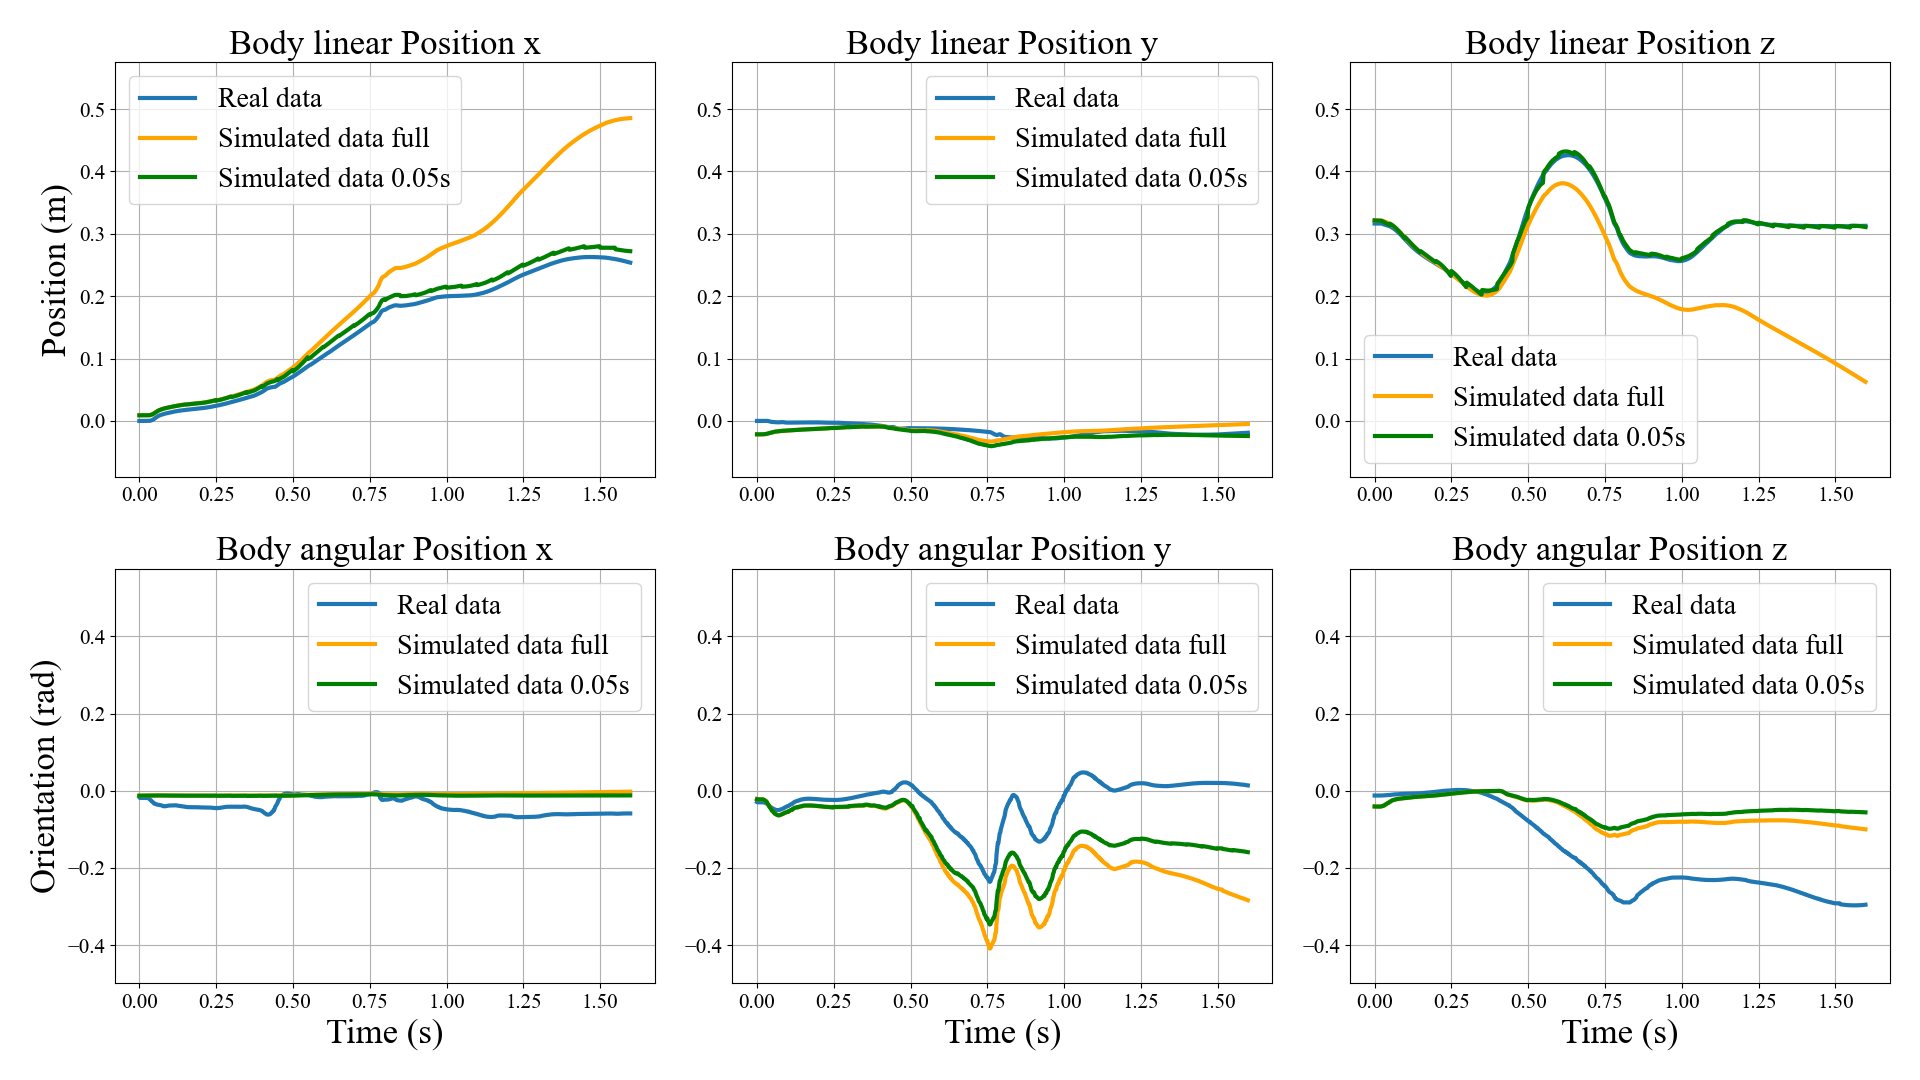 Body linear Position x
Body linear Position y
Body linear Position z
Position (m)
0.5
0.4
0.3
0.2
0.1
0.0
Real data
Simulated data full
Simulated data 0.05s
0.00 0.25 0.50 0.75 1.00 1.25 1.50
0.5
0.4
0.3
0.2
0.1
0.0
Real data
Simulated data full
Simulated data 0.05s
0.00 0.25 0.50 0.75 1.00 1.25 1.50
0.5
0.4
0.3
0.2
0.1
0.0
Real data
Simulated data full
Simulated data 0.05s
0.00 0.25 0.50 0.75 1.00 1.25 1.50
Body angular Position x
Body angular Position y
Body angular Position z
Orientation (rad)
0.4
0.2
0.0
−0.2
−0.4
Real data
Simulated data full
Simulated data 0.05s
0.00 0.25 0.50 0.75 1.00 1.25 1.50
Time (s)
0.4
0.2
0.0
−0.2
−0.4
Real data
Simulated data full
Simulated data 0.05s
0.00 0.25 0.50 0.75 1.00 1.25 1.50
Time (s)
0.4
0.2
0.0
−0.2
−0.4
Real data
Simulated data full
Simulated data 0.05s
0.00 0.25 0.50 0.75 1.00 1.25 1.50
Time (s)